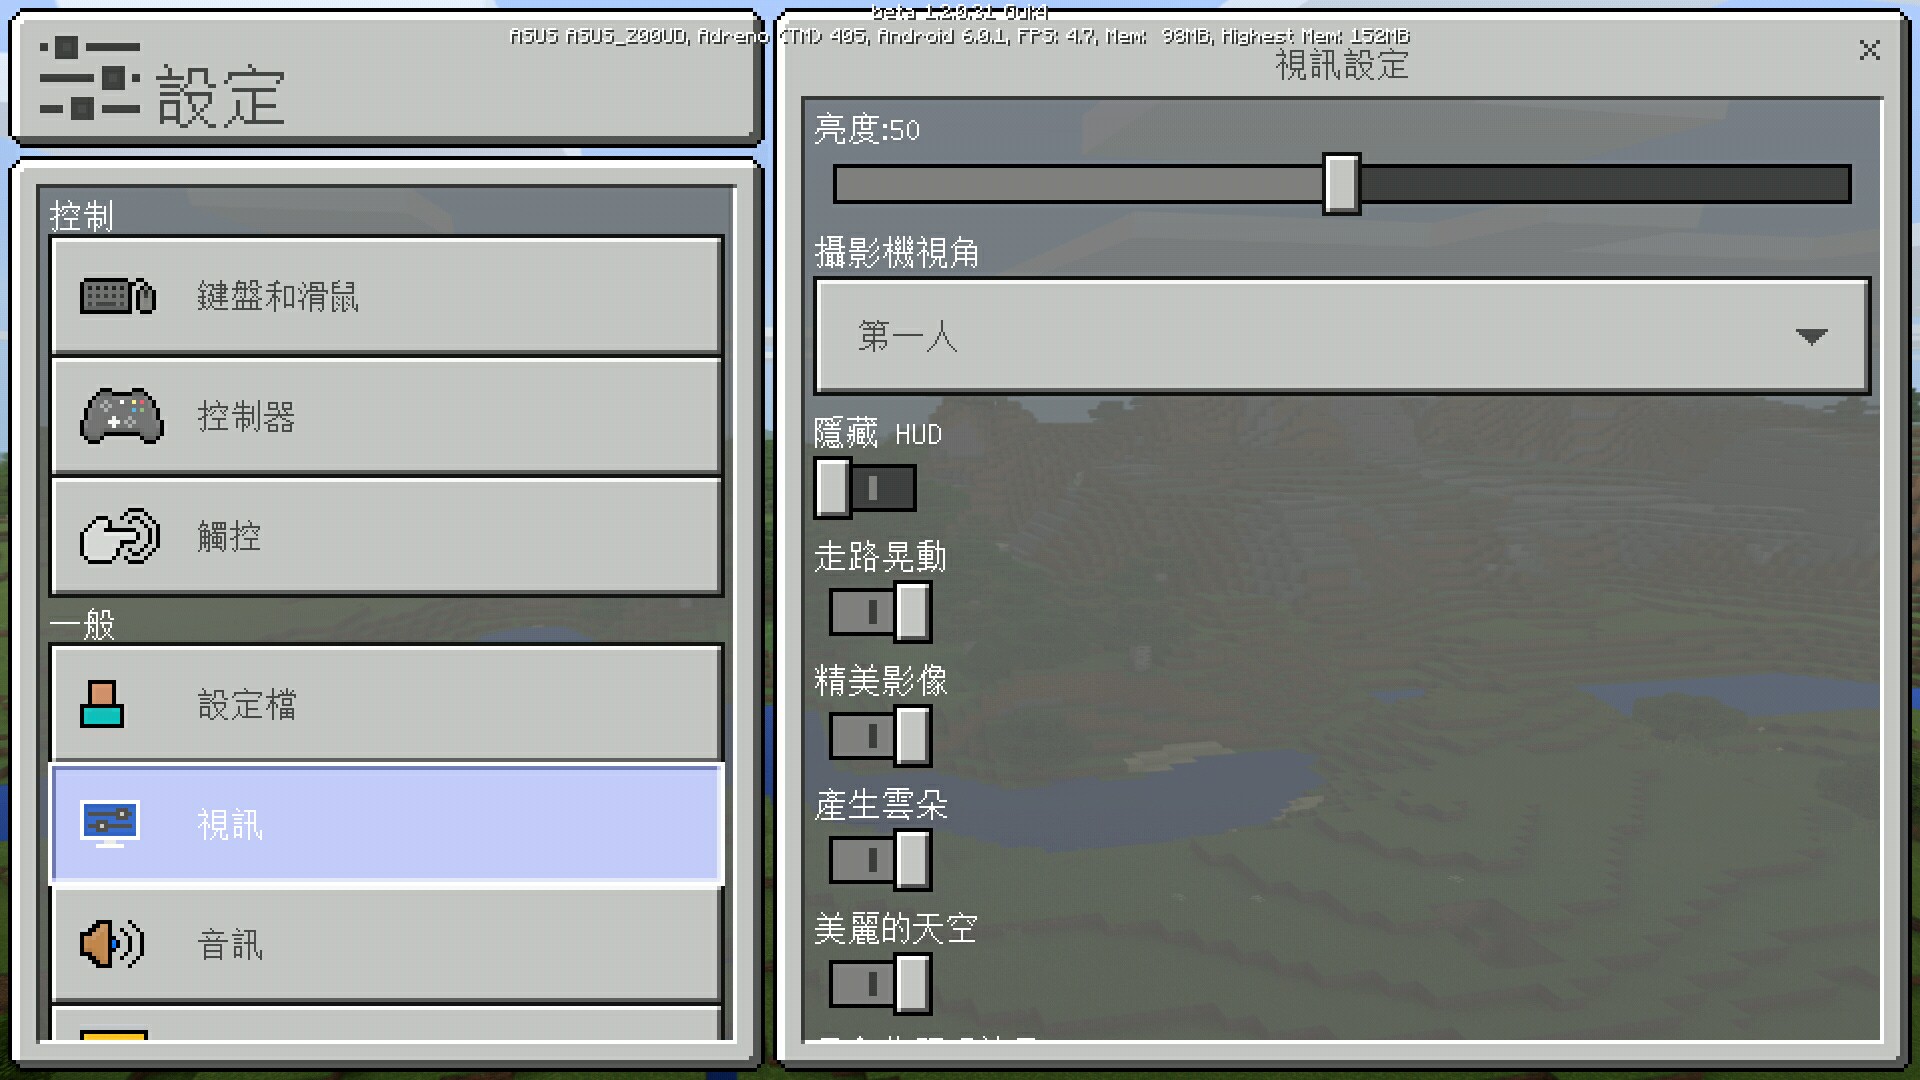 beta 1.2.0.31
ASUS ASUS_Z00UD, Adreno (TM) 405, Android 6.0.1, FPS: 4.7, Mem: 98MB, Highest Mem: 152MB
設定
控制
鍵盤和滑鼠
控制器
觸控
一般
設定檔
視訊
音訊
視訊設定
亮度:50
攝影機視角
第一人
隱藏 HUD
走路晃動
精美影像
產生雲朵
美麗的天空